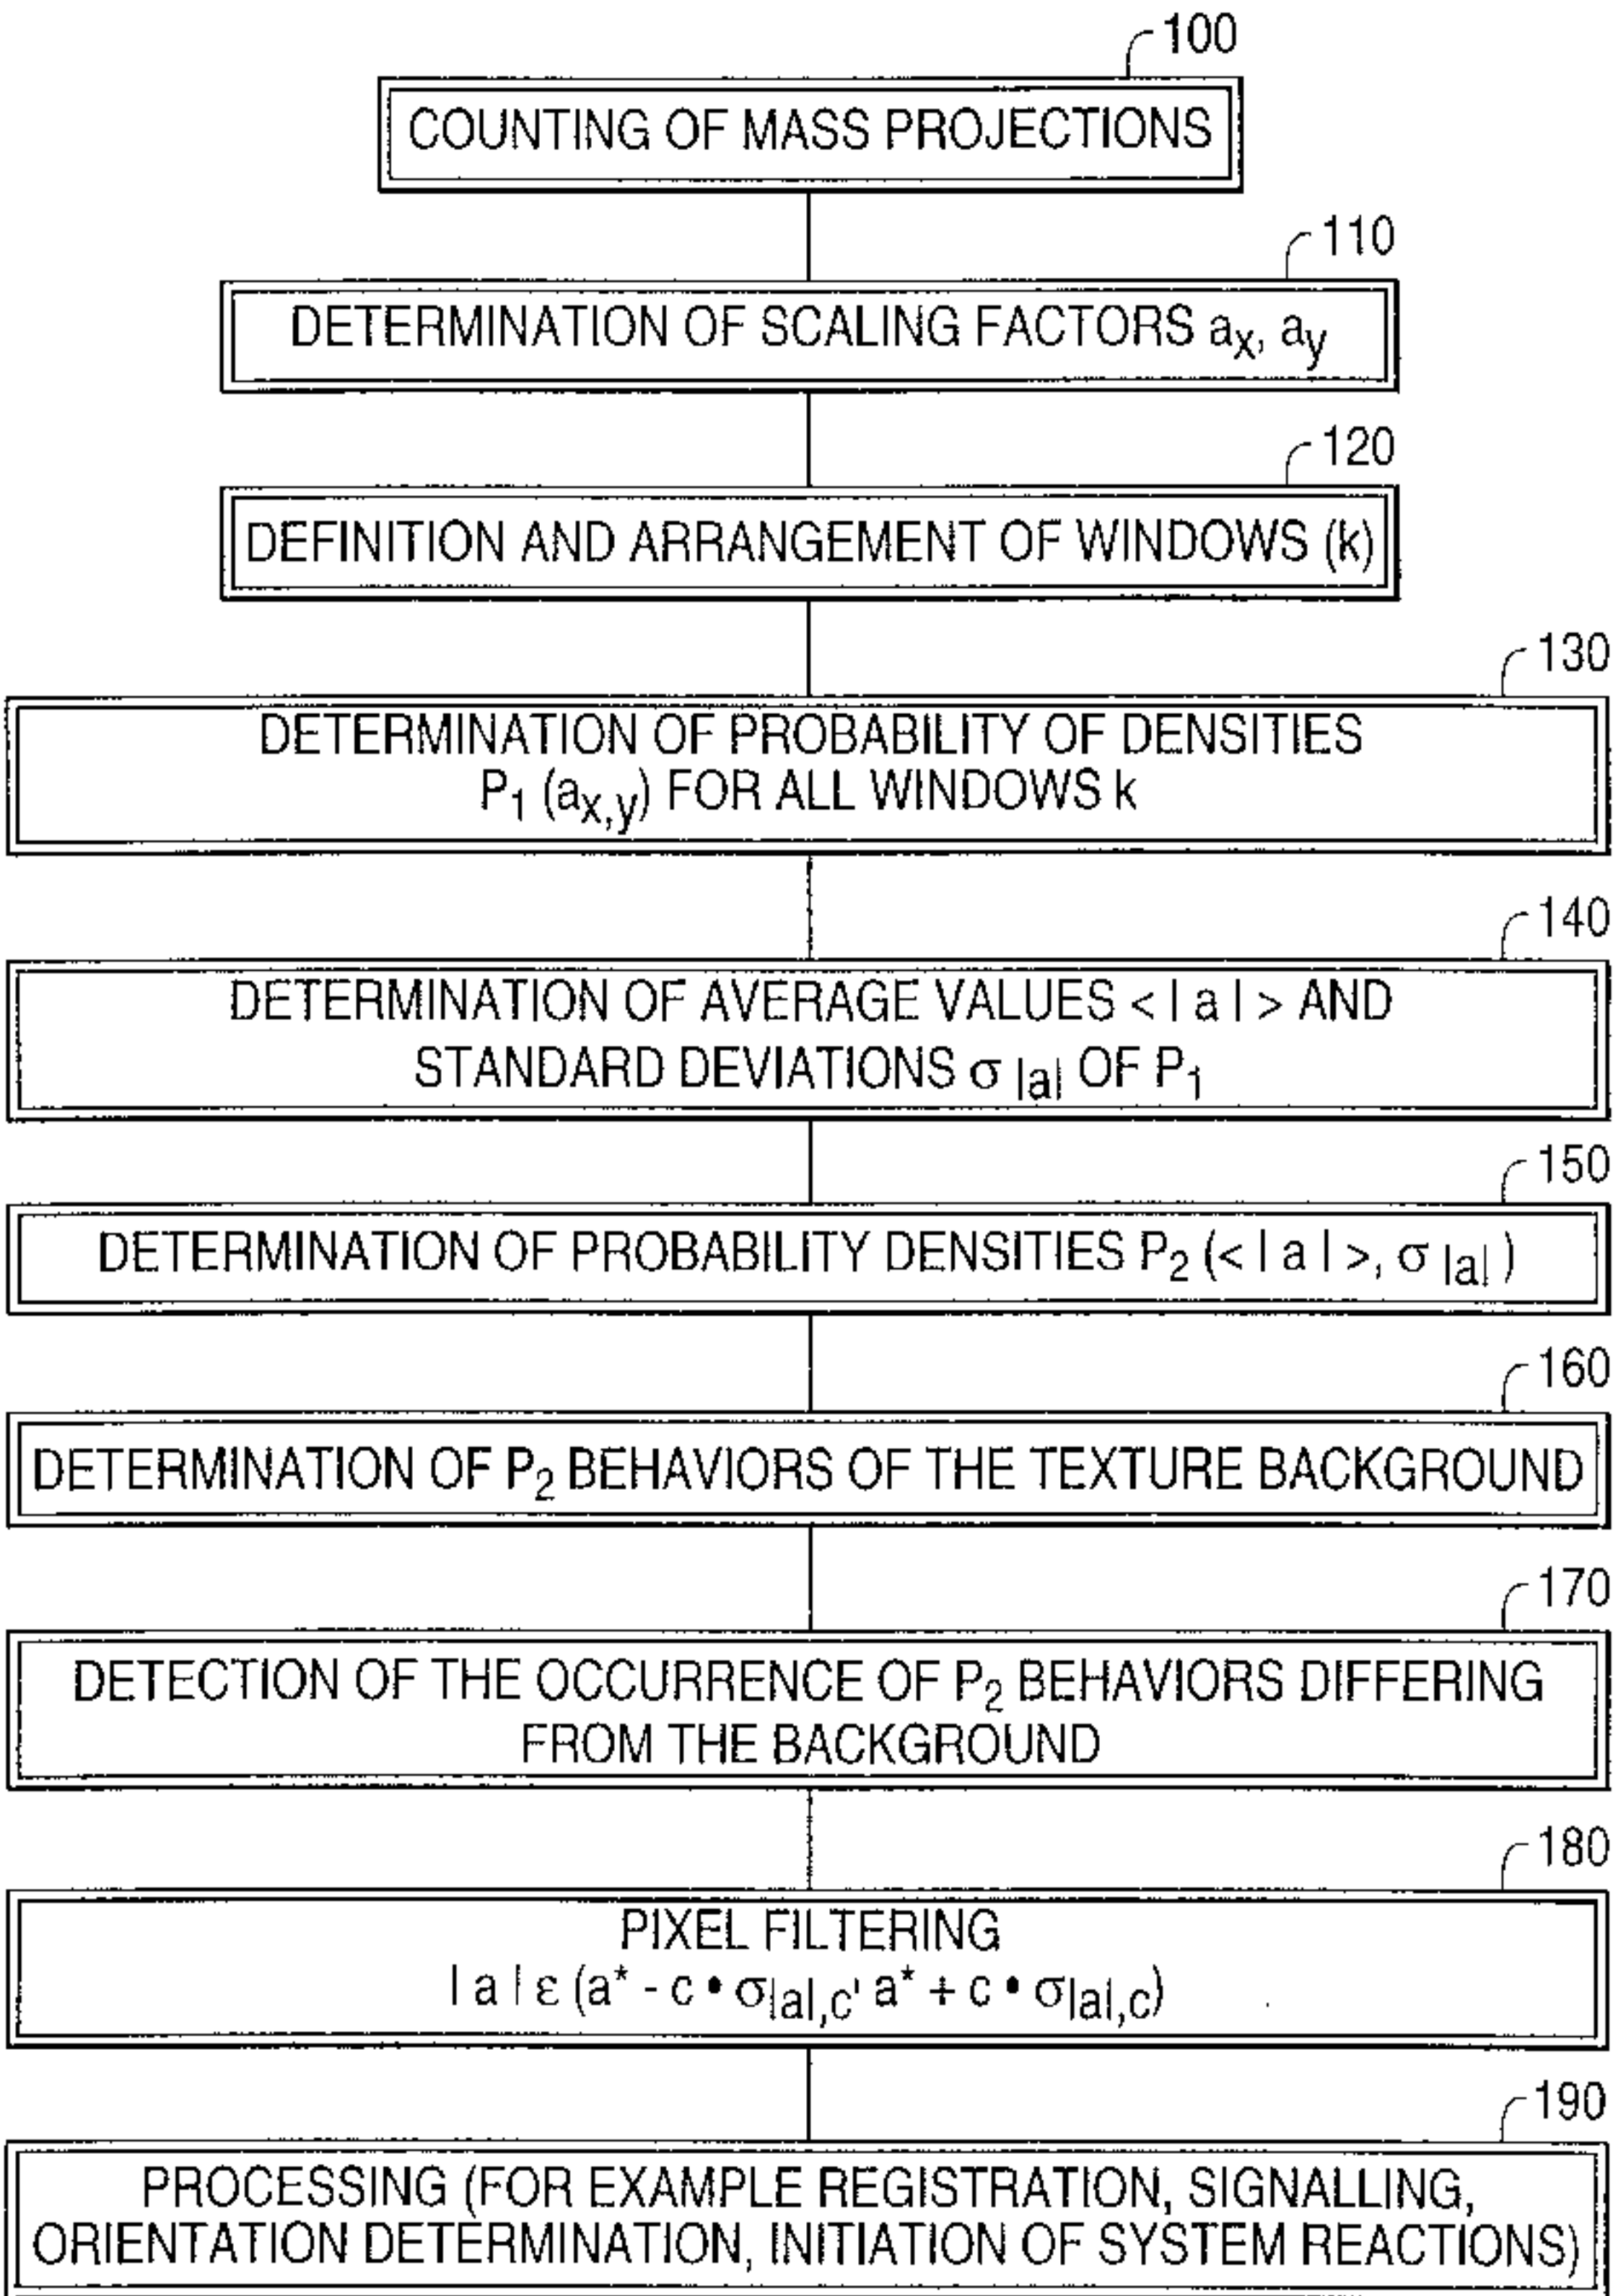 100
COUNTING OF MASS PROJECTIONS
110
DETERMINATION OF SCALING FACTORS aₓ, a_y
120
DEFINITION AND ARRANGEMENT OF WINDOWS (k)
130
DETERMINATION OF PROBABILITY OF DENSITIES
P₁ (a_x,y) FOR ALL WINDOWS k
140
DETERMINATION OF AVERAGE VALUES < | a | > AND
STANDARD DEVIATIONS σ |a| OF P₁
150
DETERMINATION OF PROBABILITY DENSITIES P₂ (< | a | >, σ |a| )
160
DETERMINATION OF P₂ BEHAVIORS OF THE TEXTURE BACKGROUND
170
DETECTION OF THE OCCURRENCE OF P₂ BEHAVIORS DIFFERING
FROM THE BACKGROUND
180
PIXEL FILTERING
| a | ε (a* - c • σ|a|,c' a* + c • σ|a|,c)
190
PROCESSING (FOR EXAMPLE REGISTRATION, SIGNALLING,
ORIENTATION DETERMINATION, INITIATION OF SYSTEM REACTIONS)